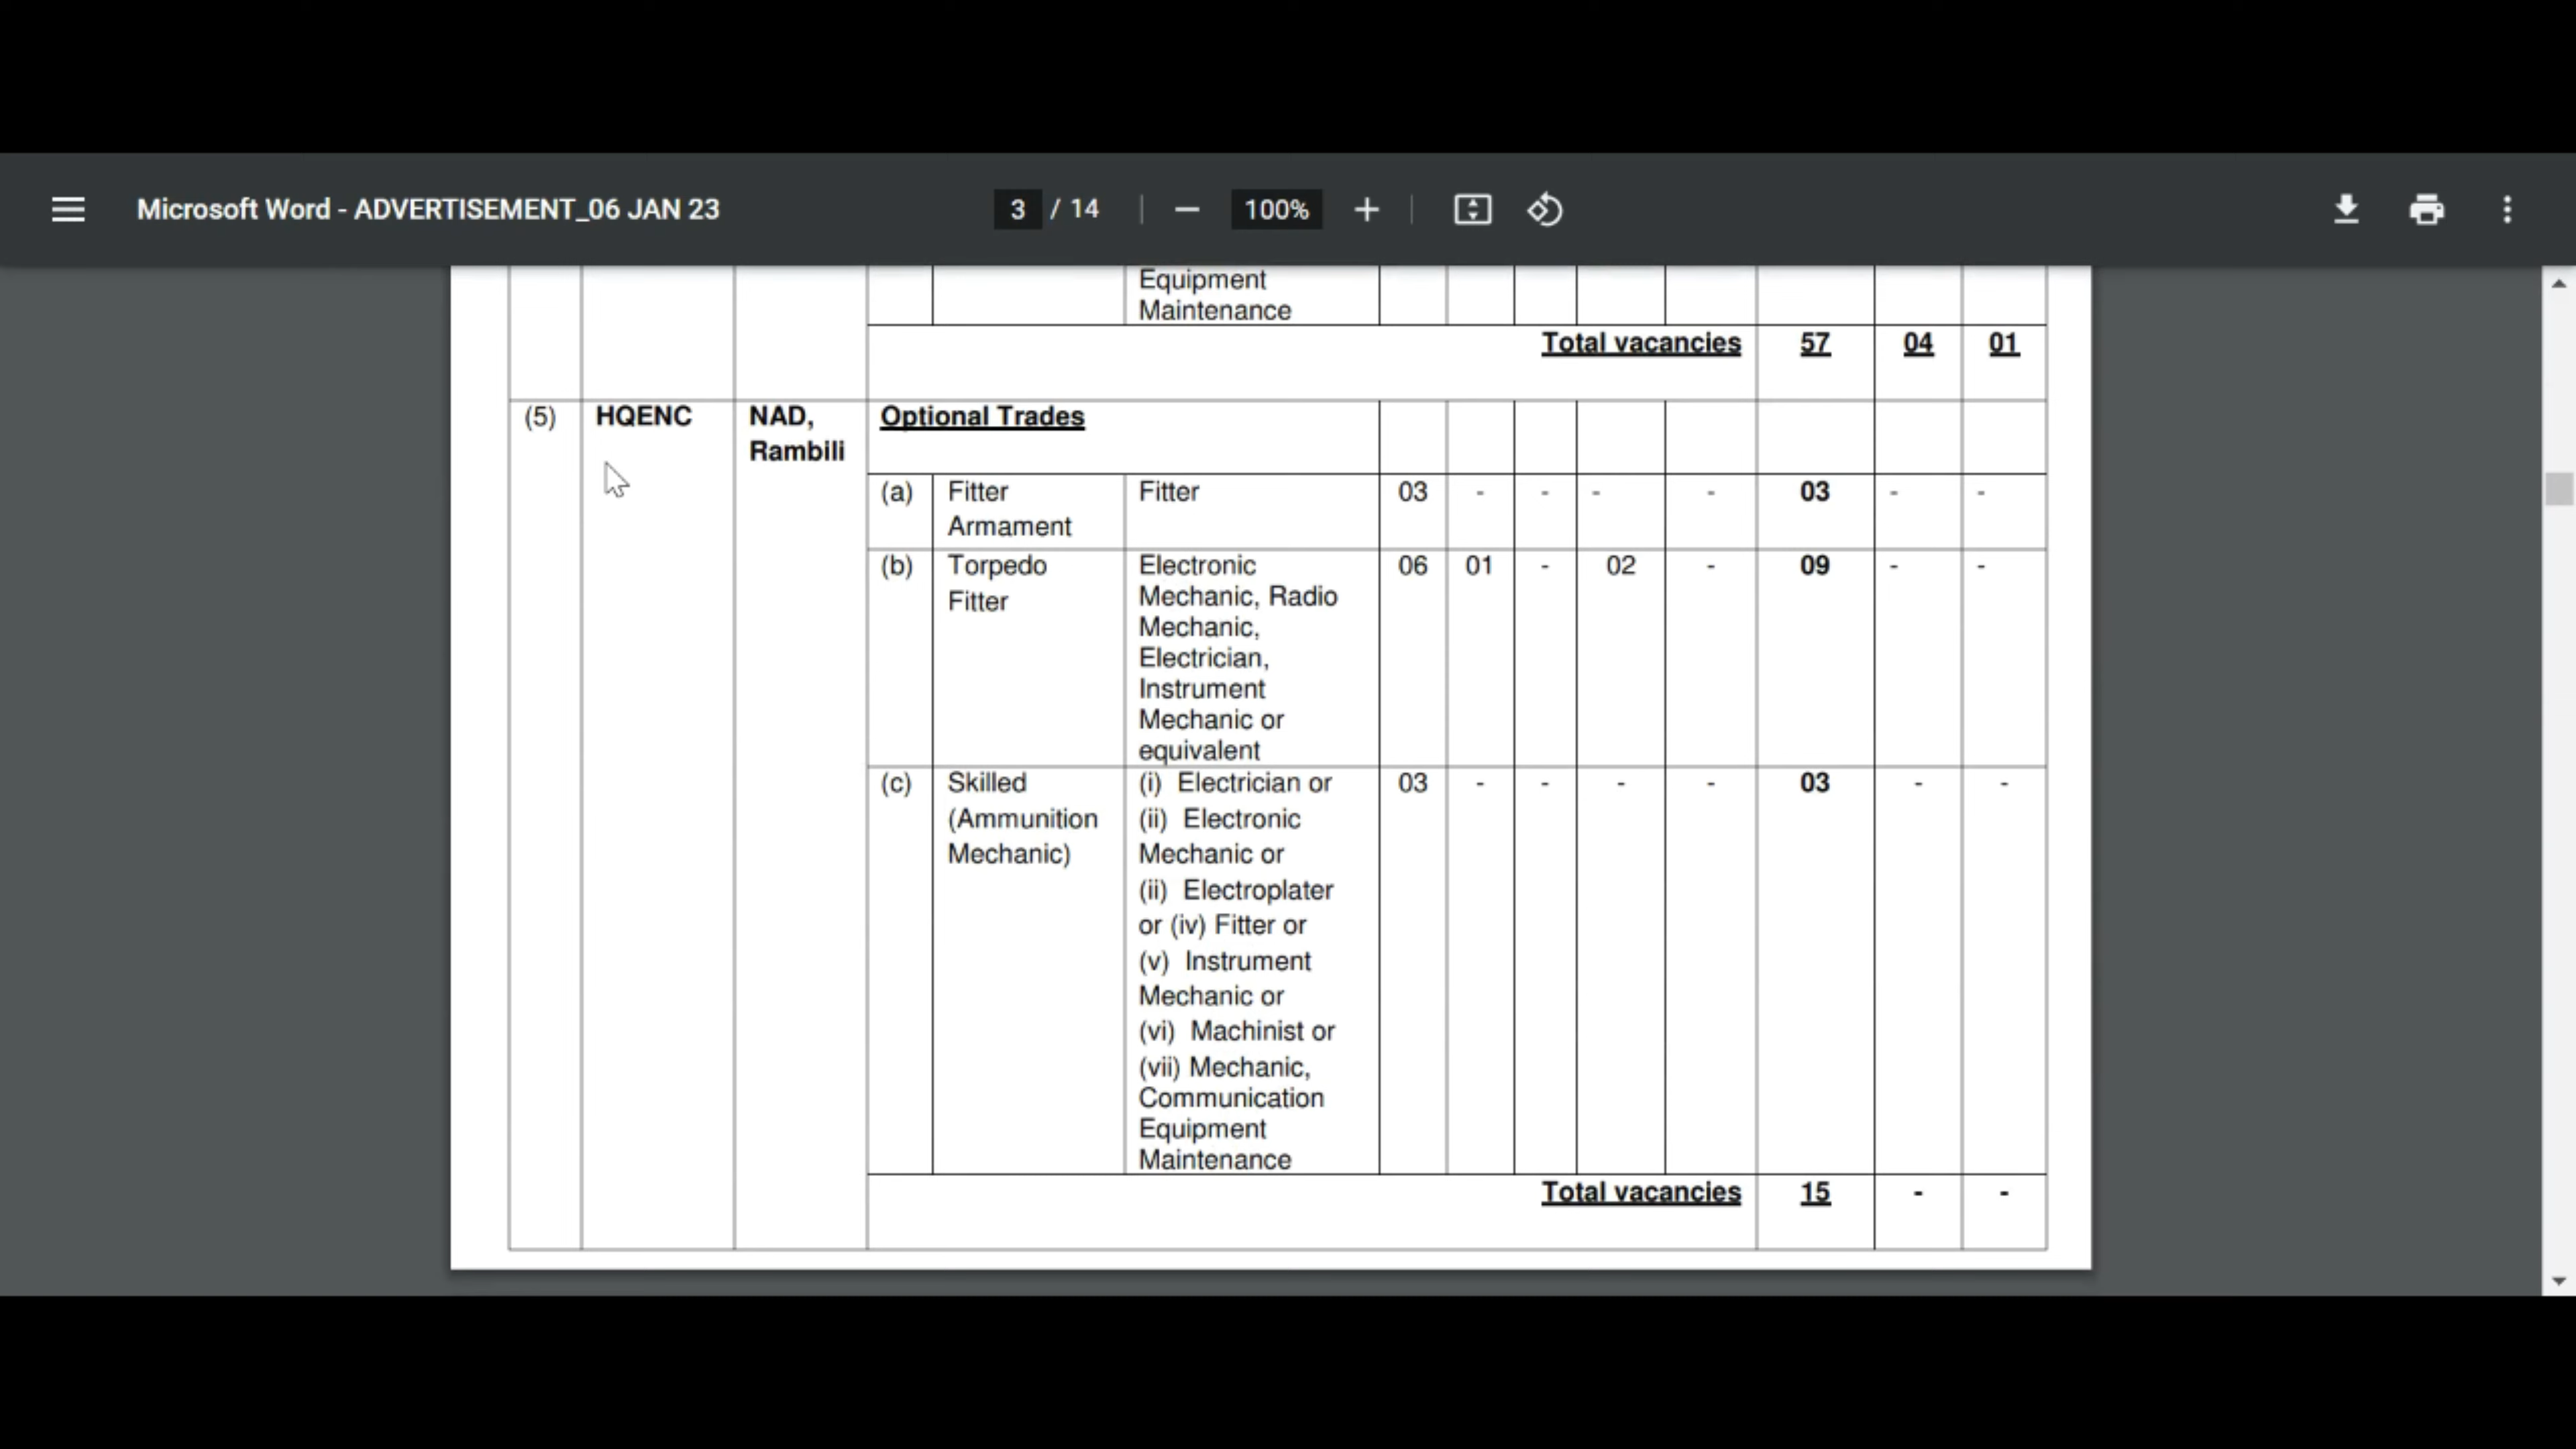 Microsoft Word - ADVERTISEMENT_06 JAN 23 3 / 14 100%
Equipment
Maintenance
Total vacancies 57 04 01
(5) HQENC NAD, Optional Trades
Rambili
(a) Fitter Fitter 03 - - - - 03 - -
Armament
(b) Torpedo Electronic 06 01 - 02 - 09 - -
Fitter Mechanic, Radio
Mechanic,
Electrician,
Instrument
Mechanic or
equivalent
(c) Skilled (i) Electrician or 03 - - - - 03 - -
(Ammunition (ii) Electronic
Mechanic) Mechanic or
(ii) Electroplater
or (iv) Fitter or
(v) Instrument
Mechanic or
(vi) Machinist or
(vii) Mechanic,
Communication
Equipment
Maintenance
Total vacancies 15 - -